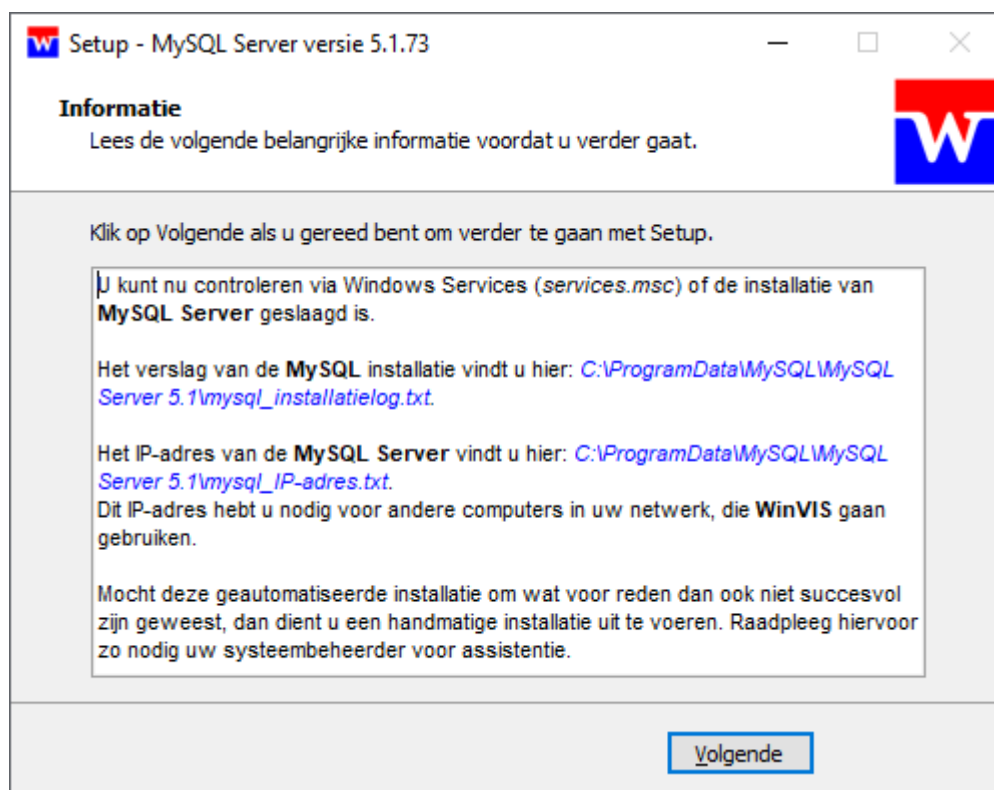 W Setup - MySQL Server versie 5.1.73
Informatie
Lees de volgende belangrijke informatie voordat u verder gaat.
W
Klik op Volgende als u gereed bent om verder te gaan met Setup.
U kunt nu controleren via Windows Services (services.msc) of de installatie van
MySQL Server geslaagd is.
Het verslag van de MySQL installatie vindt u hier: C:\ProgramData\MySQL\MySQL
Server 5.1\mysql_installatielog.txt.
Het IP-adres van de MySQL Server vindt u hier: C:\ProgramData\MySQL\MySQL
Server 5.1\mysql_IP-adres.txt.
Dit IP-adres hebt u nodig voor andere computers in uw netwerk, die WinVIS gaan
gebruiken.
Mocht deze geautomatiseerde installatie om wat voor reden dan ook niet succesvol
zijn geweest, dan dient u een handmatige installatie uit te voeren. Raadpleeg hiervoor
zo nodig uw systeembeheerder voor assistentie.
Volgende